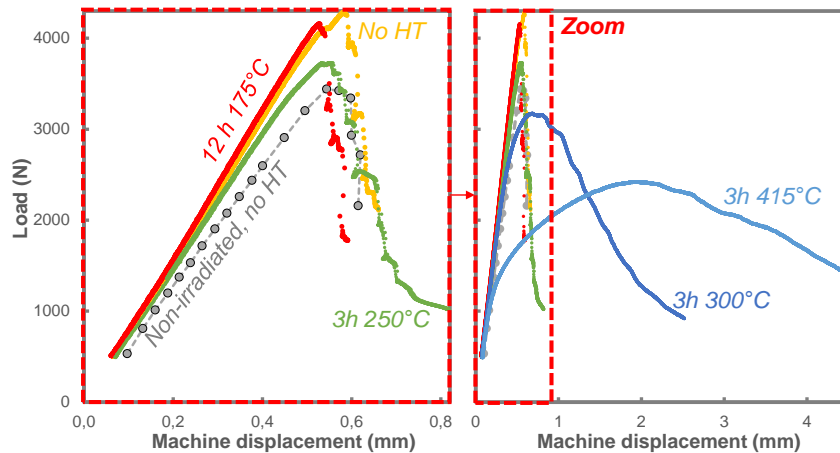 4000
3000
2000
1000
0
Load (N)
12 h 175°C
No HT
Non-irradiated, no HT
3h 250°C
0,0
0,2
0,4
0,6
0,8
Machine displacement (mm)
Zoom
3h 415°C
3h 300°C
0
1
2
3
4
Machine displacement (mm)